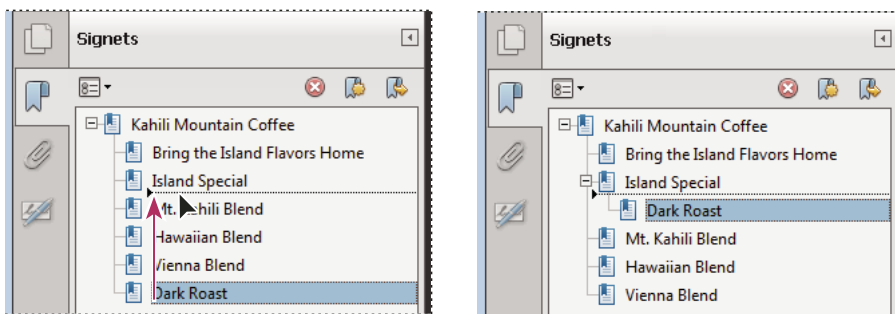 Signets
Kahili Mountain Coffee
Bring the Island Flavors Home
Island Special
Mt. Kahili Blend
Hawaiian Blend
Vienna Blend
Dark Roast
Signets
Kahili Mountain Coffee
Bring the Island Flavors Home
Island Special
Dark Roast
Mt. Kahili Blend
Hawaiian Blend
Vienna Blend